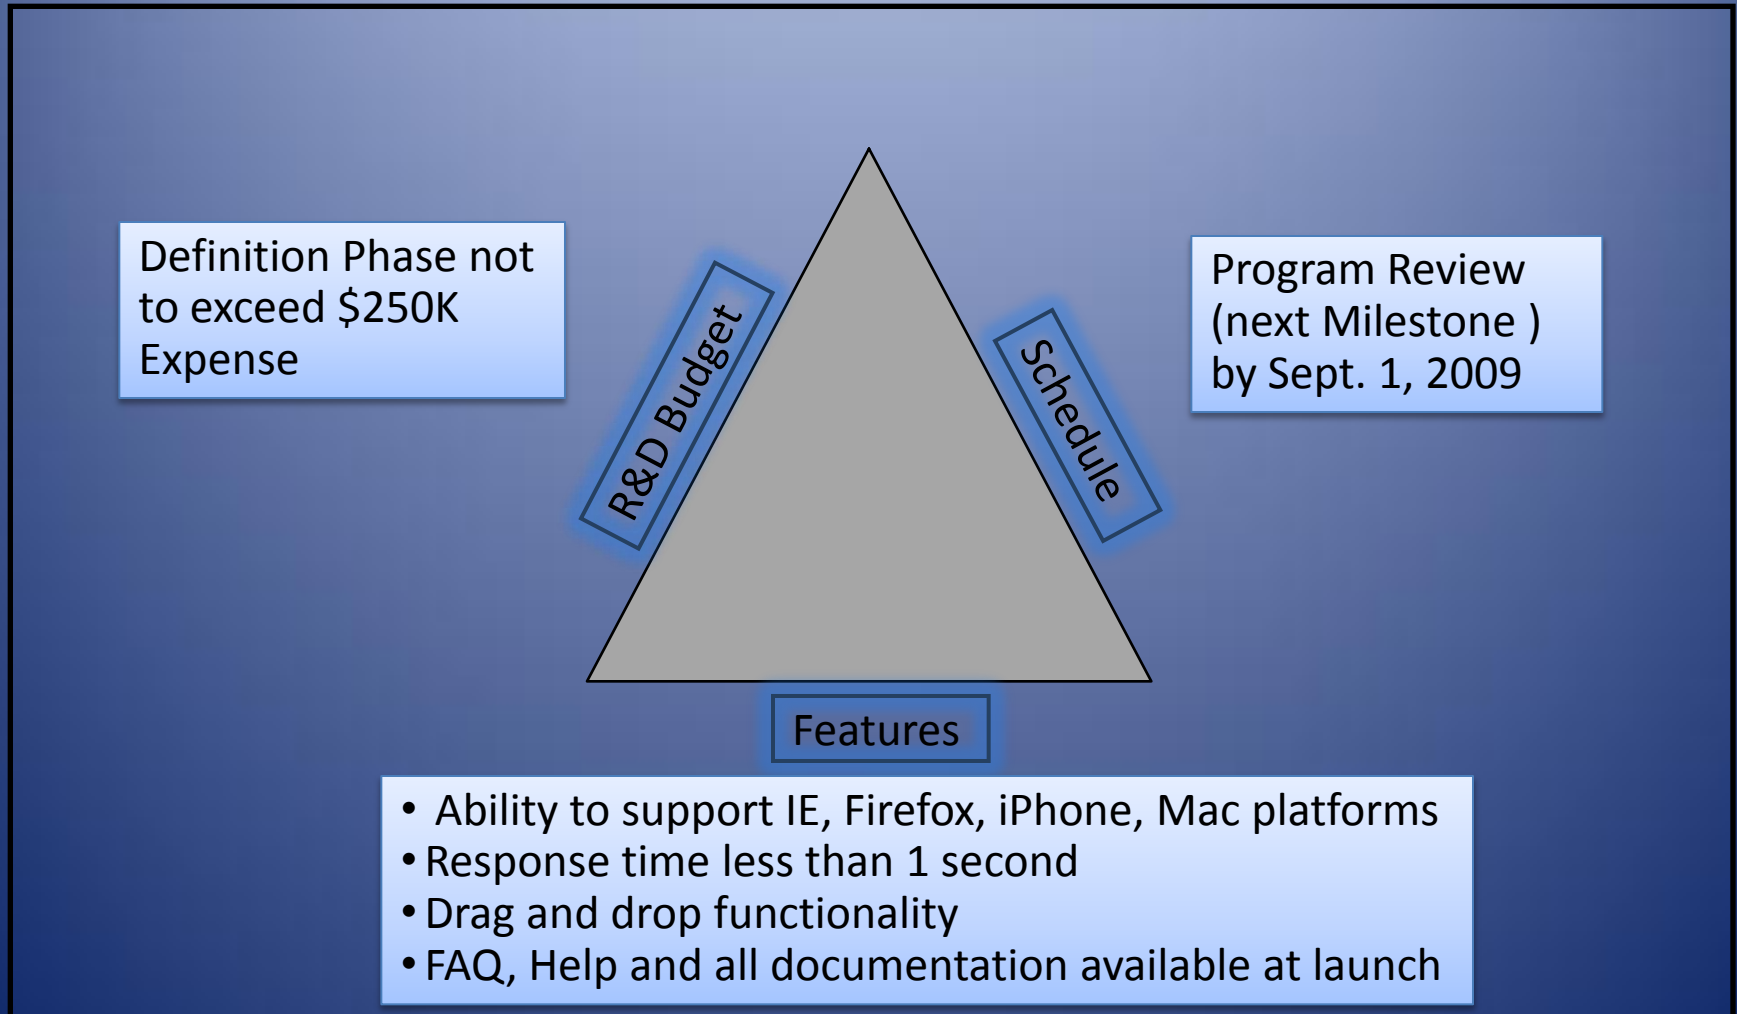 Definition Phase not
to exceed $250K
Expense
R&D Budget
Schedule
Program Review
(next Milestone )
by Sept. 1, 2009
Features
• Ability to support IE, Firefox, iPhone, Mac platforms
• Response time less than 1 second
• Drag and drop functionality
• FAQ, Help and all documentation available at launch